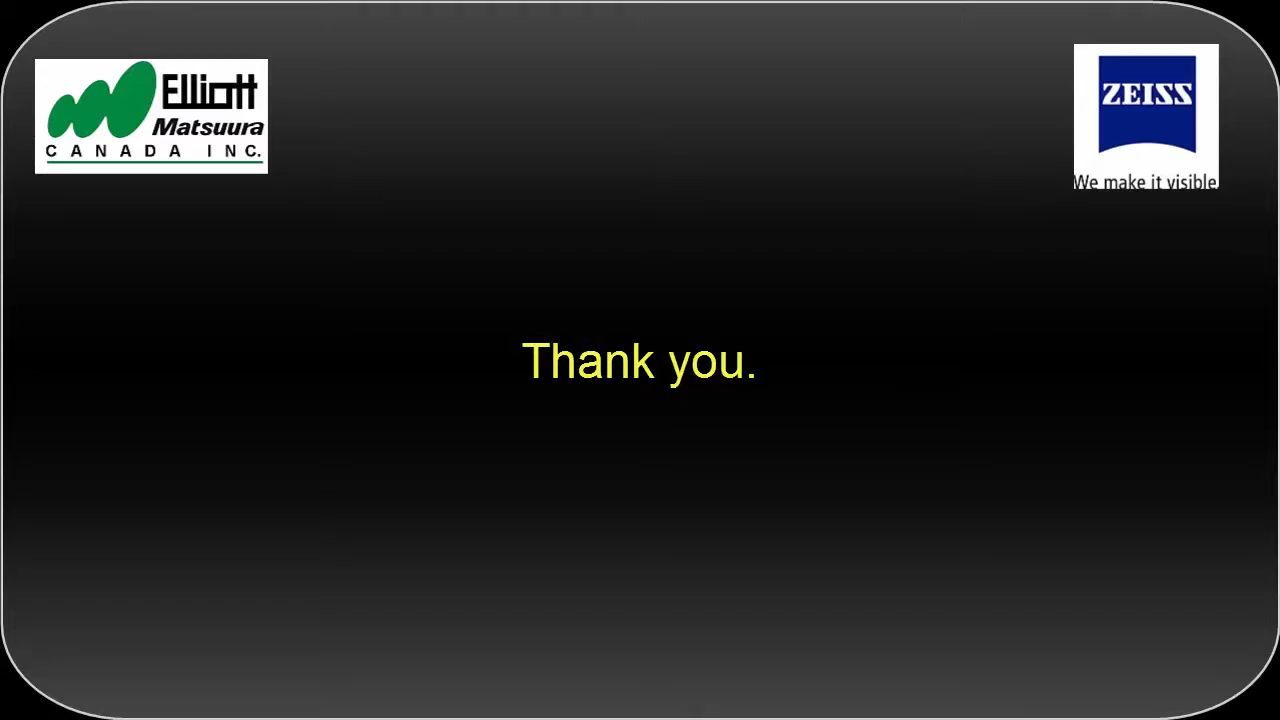 Elliott
Matsuura
CANADA INC.
ZEISS
We make it visible
Thank you.